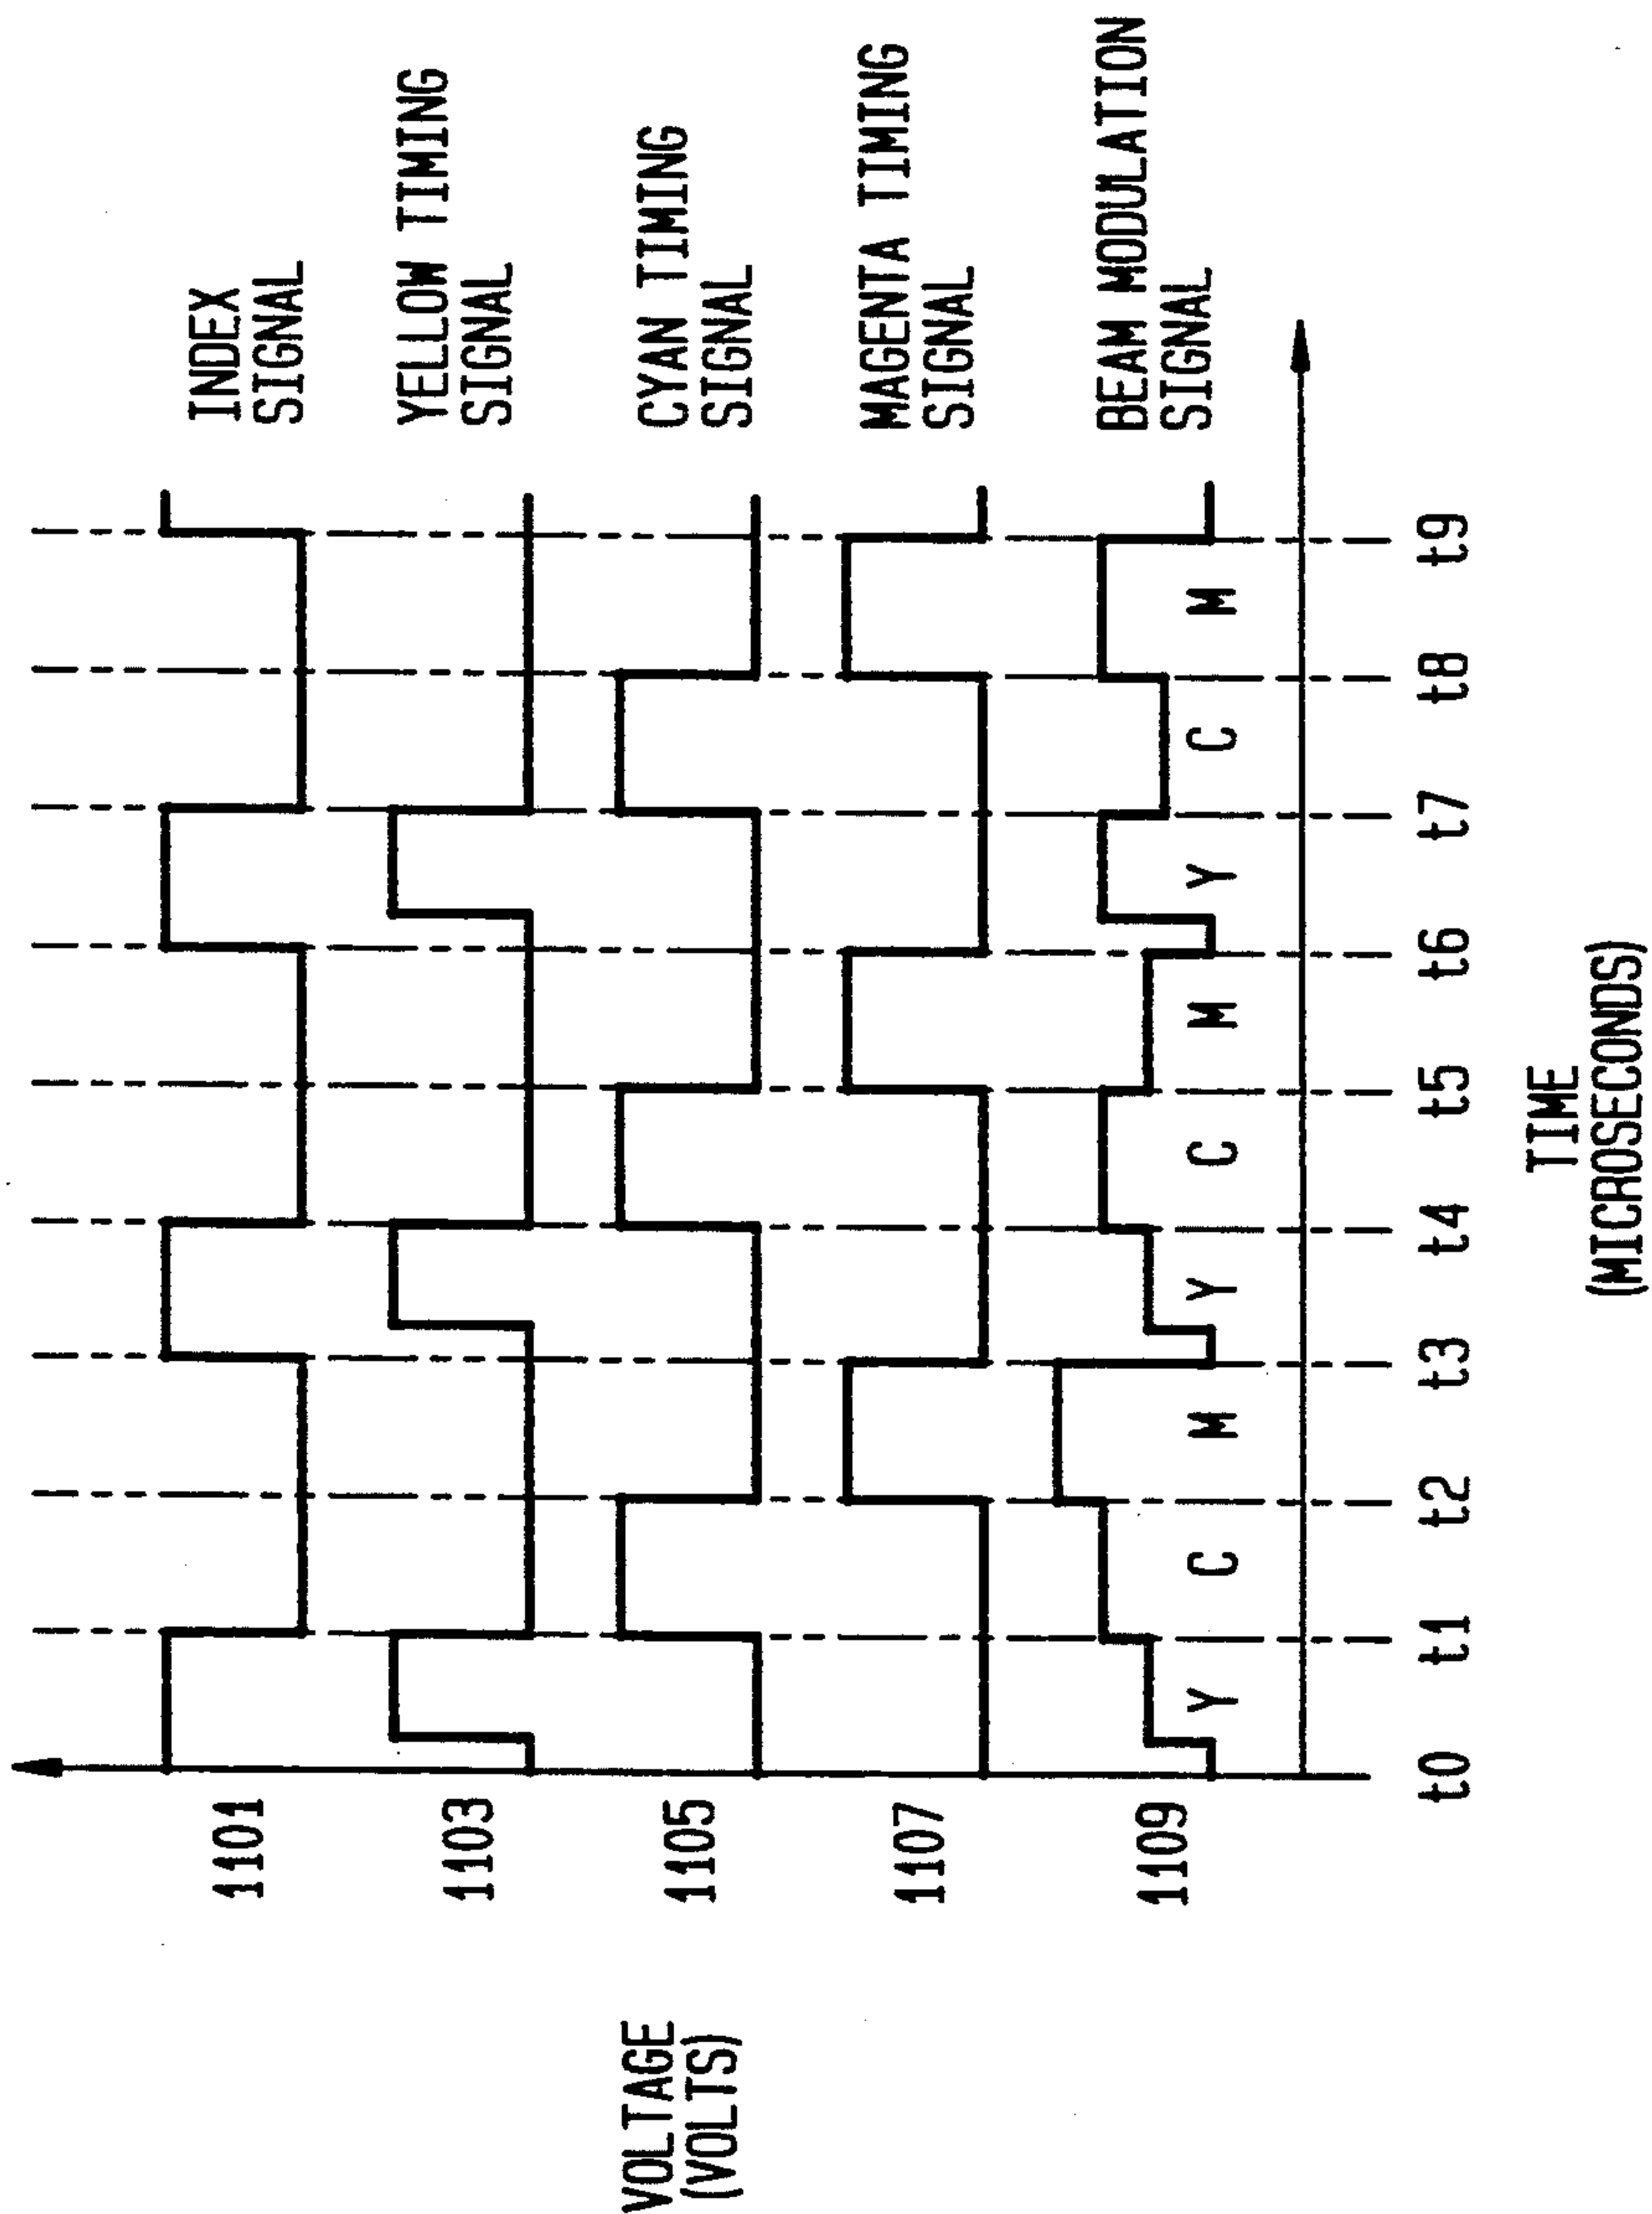 VOLTAGE
(VOLTS)
1101
INDEX
SIGNAL
1103
YELLOW TIMING
SIGNAL
1105
CYAN TIMING
SIGNAL
1107
MAGENTA TIMING
SIGNAL
1109
Y C M Y C M Y C M
BEAM MODULATION
SIGNAL
t0 t1 t2 t3 t4 t5 t6 t7 t8 t9
TIME
(MICROSECONDS)